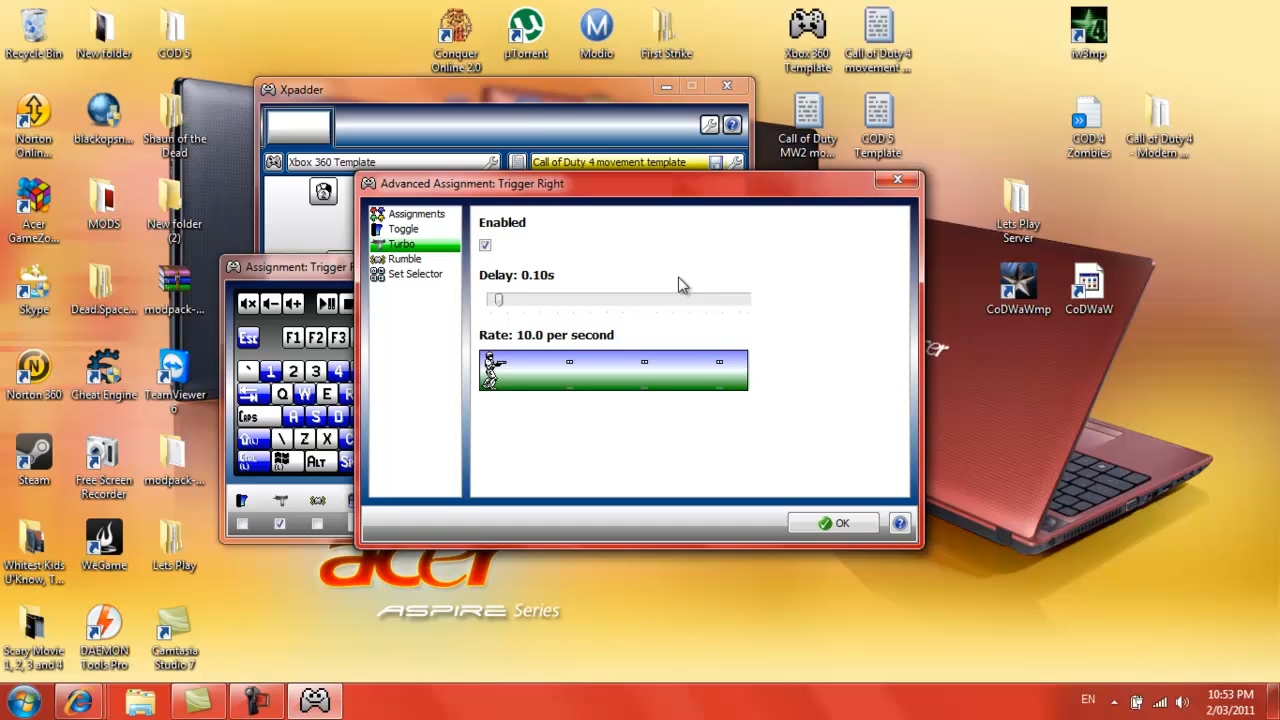 Recycle Bin
New folder
COD 5
Conquer
Online 2.0
µTorrent
Modio
First Strike
Xbox 360
Template
Call of Duty 4
movement ...
iw3mp
Norton
Onlin...
blackopsn...
Shaun of the
Dead
Call of Duty
MW2 mo...
COD 5
Template
COD 4
Zombies
Call of Duty 4
- Modern ...
Acer
GameZo...
MODS
New folder
(2)
Lets Play
Server
Skype
Dead.Space...
modpack-...
CoDWaWmp
CoDWaW
Norton 360
Cheat Engine
TeamViewer
6
Steam
Free Screen
Recorder
modpack-...
Whitest Kids
U'Know, T...
WeGame
Lets Play
Scary Movie
1, 2, 3 and 4
DAEMON
Tools Pro
Camtasia
Studio 7
Xpadder
Xbox 360 Template
Call of Duty 4 movement template
Assignment: Trigger R
Esc F1 F2 F3
` 1 2 3 4
Q W E R
Caps A S D
(L) \ Z X C
Ctrl (L) (L) Alt
Advanced Assignment: Trigger Right
Assignments
Toggle
Turbo
Rumble
Set Selector
Enabled
Delay: 0.10s
Rate: 10.0 per second
OK
acer
acer
ASPIRE Series
EN
10:53 PM
2/03/2011